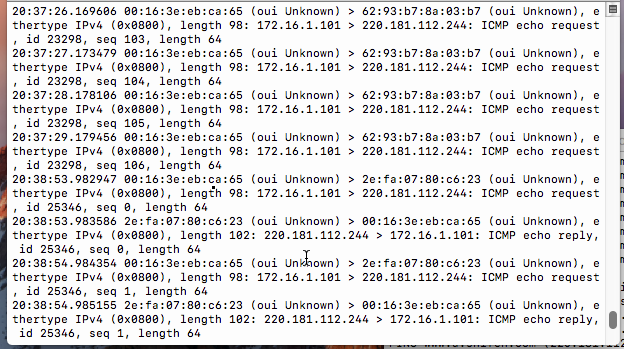 20:37:26.169606 00:16:3e:eb:ca:65 (oui Unknown) > 62:93:b7:8a:03:b7 (oui Unknown), e
thertype IPv4 (0x0800), length 98: 172.16.1.101 > 220.181.112.244: ICMP echo request
, id 23298, seq 103, length 64
20:37:27.173479 00:16:3e:eb:ca:65 (oui Unknown) > 62:93:b7:8a:03:b7 (oui Unknown), e
thertype IPv4 (0x0800), length 98: 172.16.1.101 > 220.181.112.244: ICMP echo request
, id 23298, seq 104, length 64
20:37:28.178106 00:16:3e:eb:ca:65 (oui Unknown) > 62:93:b7:8a:03:b7 (oui Unknown), e
thertype IPv4 (0x0800), length 98: 172.16.1.101 > 220.181.112.244: ICMP echo request
, id 23298, seq 105, length 64
20:37:29.179456 00:16:3e:eb:ca:65 (oui Unknown) > 62:93:b7:8a:03:b7 (oui Unknown), e
thertype IPv4 (0x0800), length 98: 172.16.1.101 > 220.181.112.244: ICMP echo request
, id 23298, seq 106, length 64
20:38:53.982947 00:16:3e:eb:ca:65 (oui Unknown) > 2e:fa:07:80:c6:23 (oui Unknown), e
thertype IPv4 (0x0800), length 98: 172.16.1.101 > 220.181.112.244: ICMP echo request
, id 25346, seq 0, length 64
20:38:53.983586 2e:fa:07:80:c6:23 (oui Unknown) > 00:16:3e:eb:ca:65 (oui Unknown), e
thertype IPv4 (0x0800), length 102: 220.181.112.244 > 172.16.1.101: ICMP echo reply,
 id 25346, seq 0, length 64
20:38:54.984354 00:16:3e:eb:ca:65 (oui Unknown) > 2e:fa:07:80:c6:23 (oui Unknown), e
thertype IPv4 (0x0800), length 98: 172.16.1.101 > 220.181.112.244: ICMP echo request
, id 25346, seq 1, length 64
20:38:54.985155 2e:fa:07:80:c6:23 (oui Unknown) > 00:16:3e:eb:ca:65 (oui Unknown), e
thertype IPv4 (0x0800), length 102: 220.181.112.244 > 172.16.1.101: ICMP echo reply,
 id 25346, seq 1, length 64